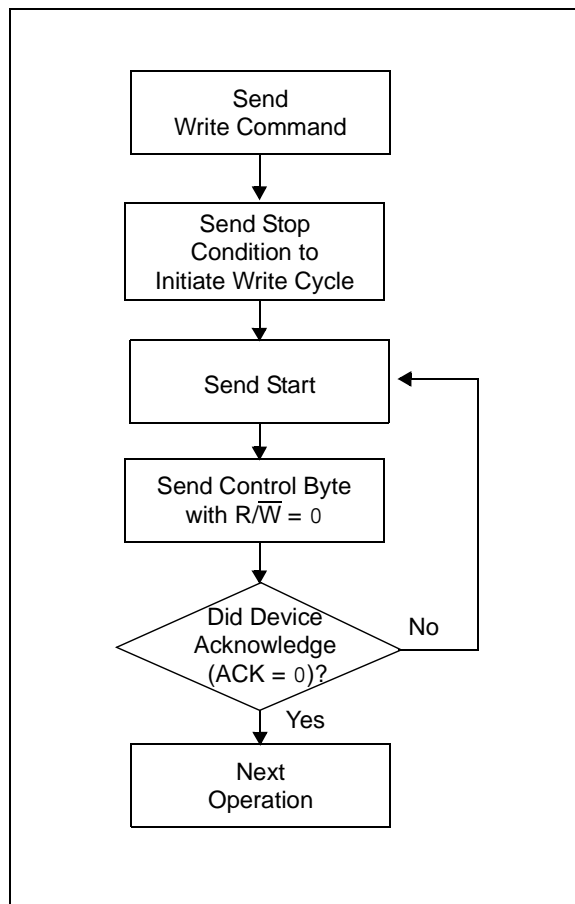 Send
Write Command
Send Stop
Condition to
Initiate Write Cycle
Send Start
Send Control Byte
with R/W̅ = 0
Did Device
Acknowledge
(ACK = 0)?
No
Yes
Next
Operation